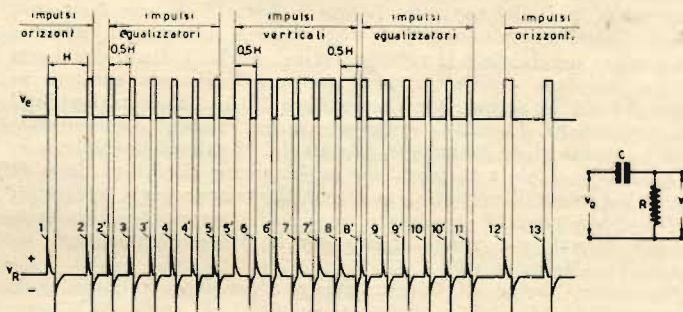 impulsi
orizzont
impulsi
egualizzatori
impulsi
verticali
impulsi
egualizzatori
impulsi
orizzont.
H
0,5H
0,5H
0,5H
ve
1 2 2' 3 3' 4 4' 5 5' 6 6' 7 7' 8 8' 9 9' 10 10' 11 12 13
+
vR
−
C
ve
R
v